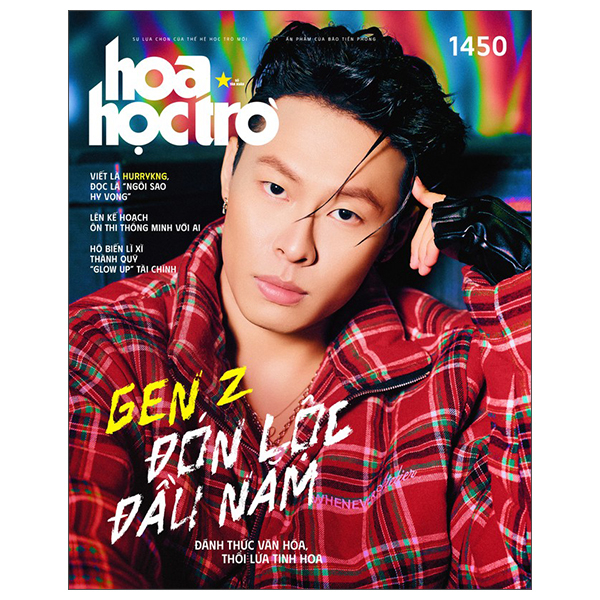 SỰ LỰA CHỌN CỦA THẾ HỆ HỌC TRÒ MỚI
ẤN PHẨM CỦA BÁO TIỀN PHONG
1450
hoa
học trò
VIẾT LÀ HURRYKNG,
ĐỌC LÀ "NGÔI SAO
HY VỌNG"
LÊN KẾ HOẠCH
ÔN THI THÔNG MINH VỚI AI
HÔ BIẾN LÌ XÌ
THÀNH QUỸ
"GLOW UP" TÀI CHÍNH
GEN Z
ĐÓN LỘC
ĐẦU NĂM
ĐÁNH THỨC VĂN HÓA,
THỔI LỬA TINH HOA